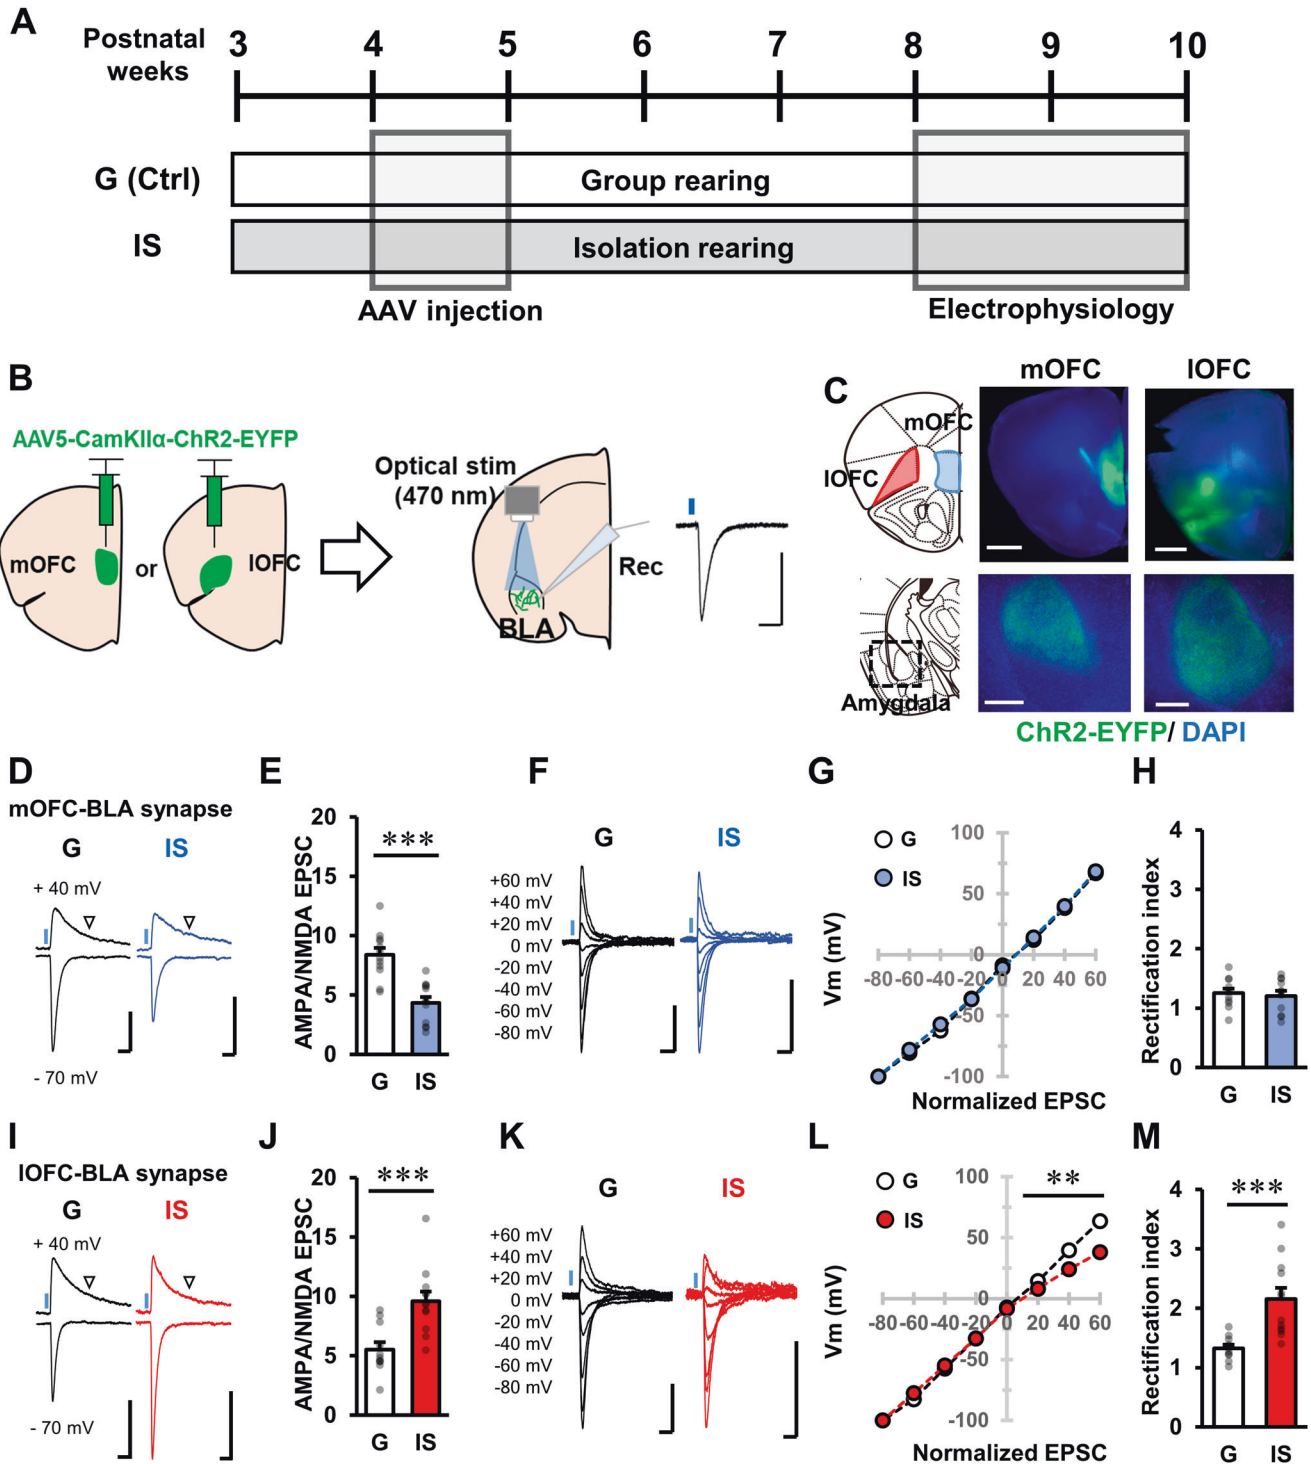 A
Postnatal
weeks
3 4 5 6 7 8 9 10
G (Ctrl)
Group rearing
IS
Isolation rearing
AAV injection
Electrophysiology
B
AAV5-CamKIIα-ChR2-EYFP
mOFC
or
lOFC
Optical stim
(470 nm)
Rec
BLA
C
mOFC
lOFC
mOFC
lOFC
Amygdala
ChR2-EYFP/ DAPI
D
mOFC-BLA synapse
G IS
+ 40 mV
- 70 mV
E
AMPA/NMDA EPSC
20
15
10
5
0
***
G IS
F
G IS
+60 mV
+40 mV
+20 mV
0 mV
-20 mV
-40 mV
-60 mV
-80 mV
G
G
IS
Vm (mV)
100
50
0
-50
-100
-80 -60 -40 -20 0 20 40 60
Normalized EPSC
H
Rectification index
4
3
2
1
0
G IS
I
lOFC-BLA synapse
G IS
+ 40 mV
- 70 mV
J
AMPA/NMDA EPSC
20
15
10
5
0
***
G IS
K
G IS
+60 mV
+40 mV
+20 mV
0 mV
-20 mV
-40 mV
-60 mV
-80 mV
L
G
IS
**
Vm (mV)
100
50
0
-50
-100
-80 -60 -40 -20 0 20 40 60
Normalized EPSC
M
Rectification index
4
3
2
1
0
***
G IS